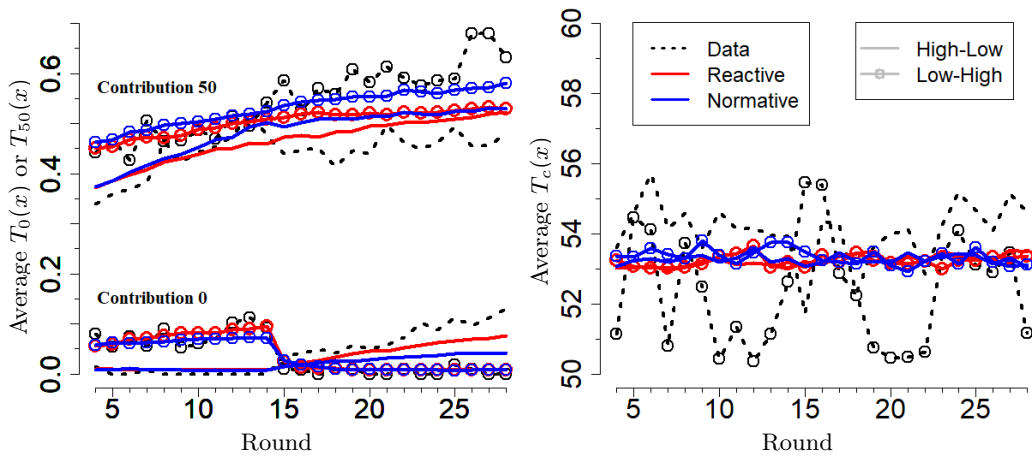 Average T₀(x) or T₅₀(x)
0.0
0.2
0.4
0.6
Contribution 50
Contribution 0
5
10
15
20
25
Round
Average T_c(x)
50
52
54
56
58
60
Data
Reactive
Normative
High-Low
Low-High
5
10
15
20
25
Round